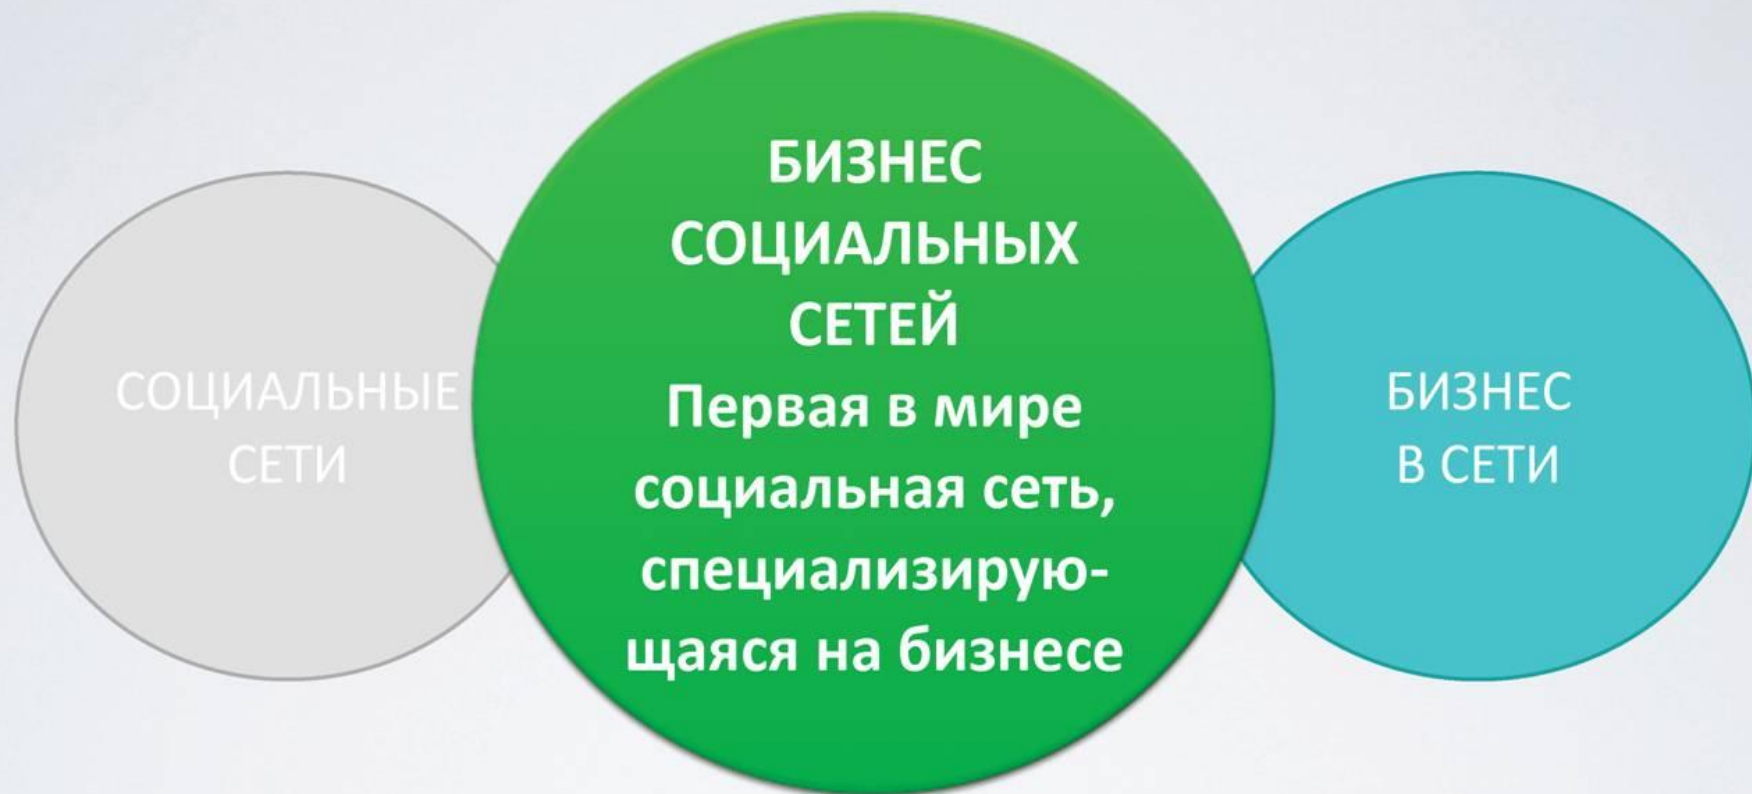 СОЦИАЛЬНЫЕ
СЕТИ
БИЗНЕС
СОЦИАЛЬНЫХ
СЕТЕЙ
Первая в мире
социальная сеть,
специализирую-
щаяся на бизнесе
БИЗНЕС
В СЕТИ